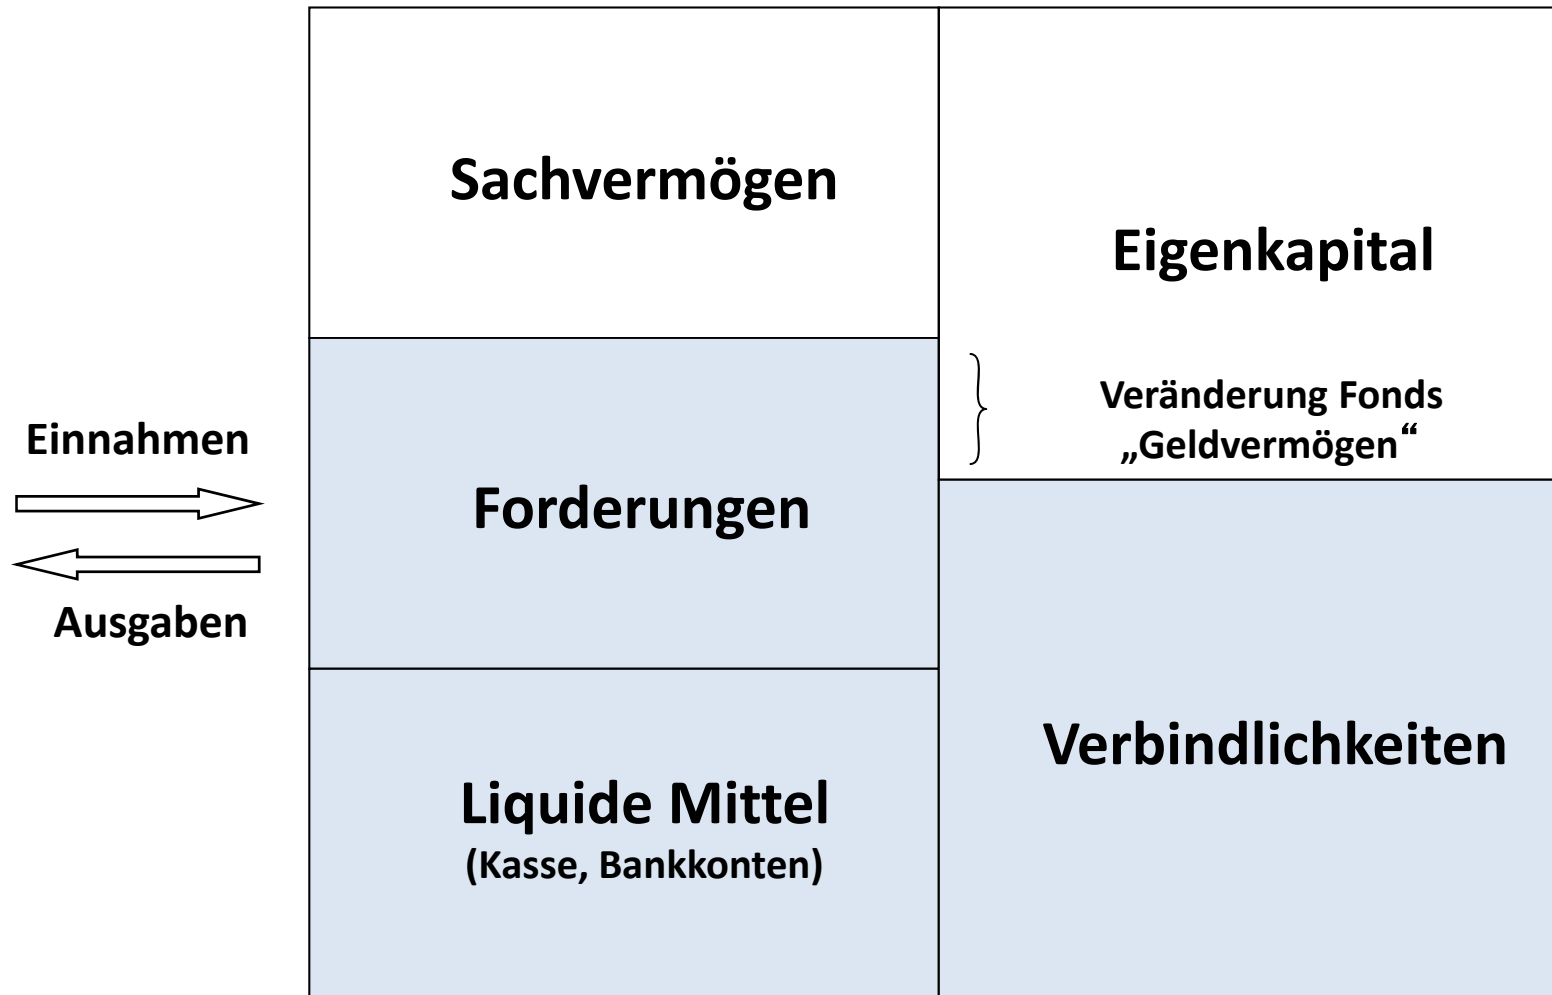 Sachvermögen
Eigenkapital
Veränderung Fonds
„Geldvermögen“
Einnahmen
Forderungen
Ausgaben
Verbindlichkeiten
Liquide Mittel
(Kasse, Bankkonten)